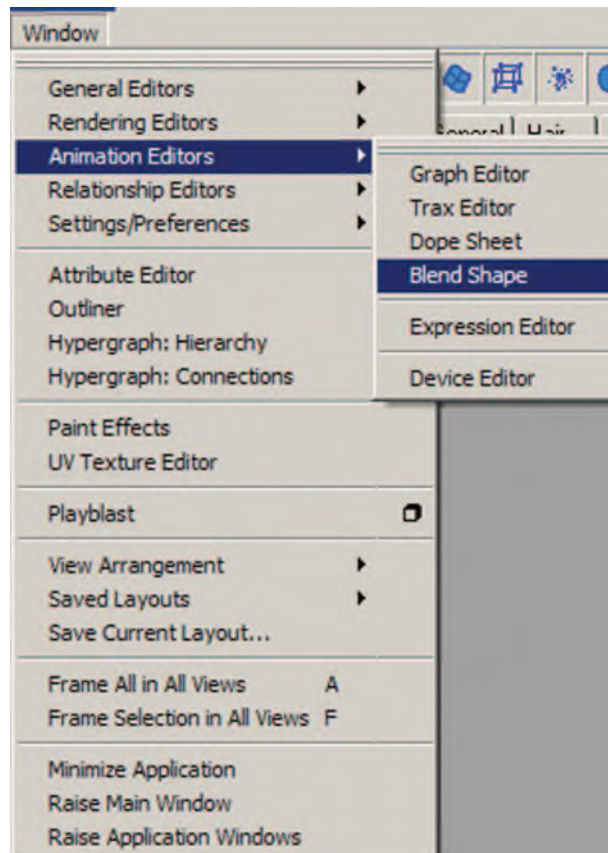 Window
General Editors
Rendering Editors
Animation Editors
Relationship Editors
Settings/Preferences
Attribute Editor
Outliner
Hypergraph: Hierarchy
Hypergraph: Connections
Paint Effects
UV Texture Editor
Playblast
View Arrangement
Saved Layouts
Save Current Layout...
Frame All in All Views A
Frame Selection in All Views F
Minimize Application
Raise Main Window
Raise Application Windows
General Hair
Graph Editor
Trax Editor
Dope Sheet
Blend Shape
Expression Editor
Device Editor